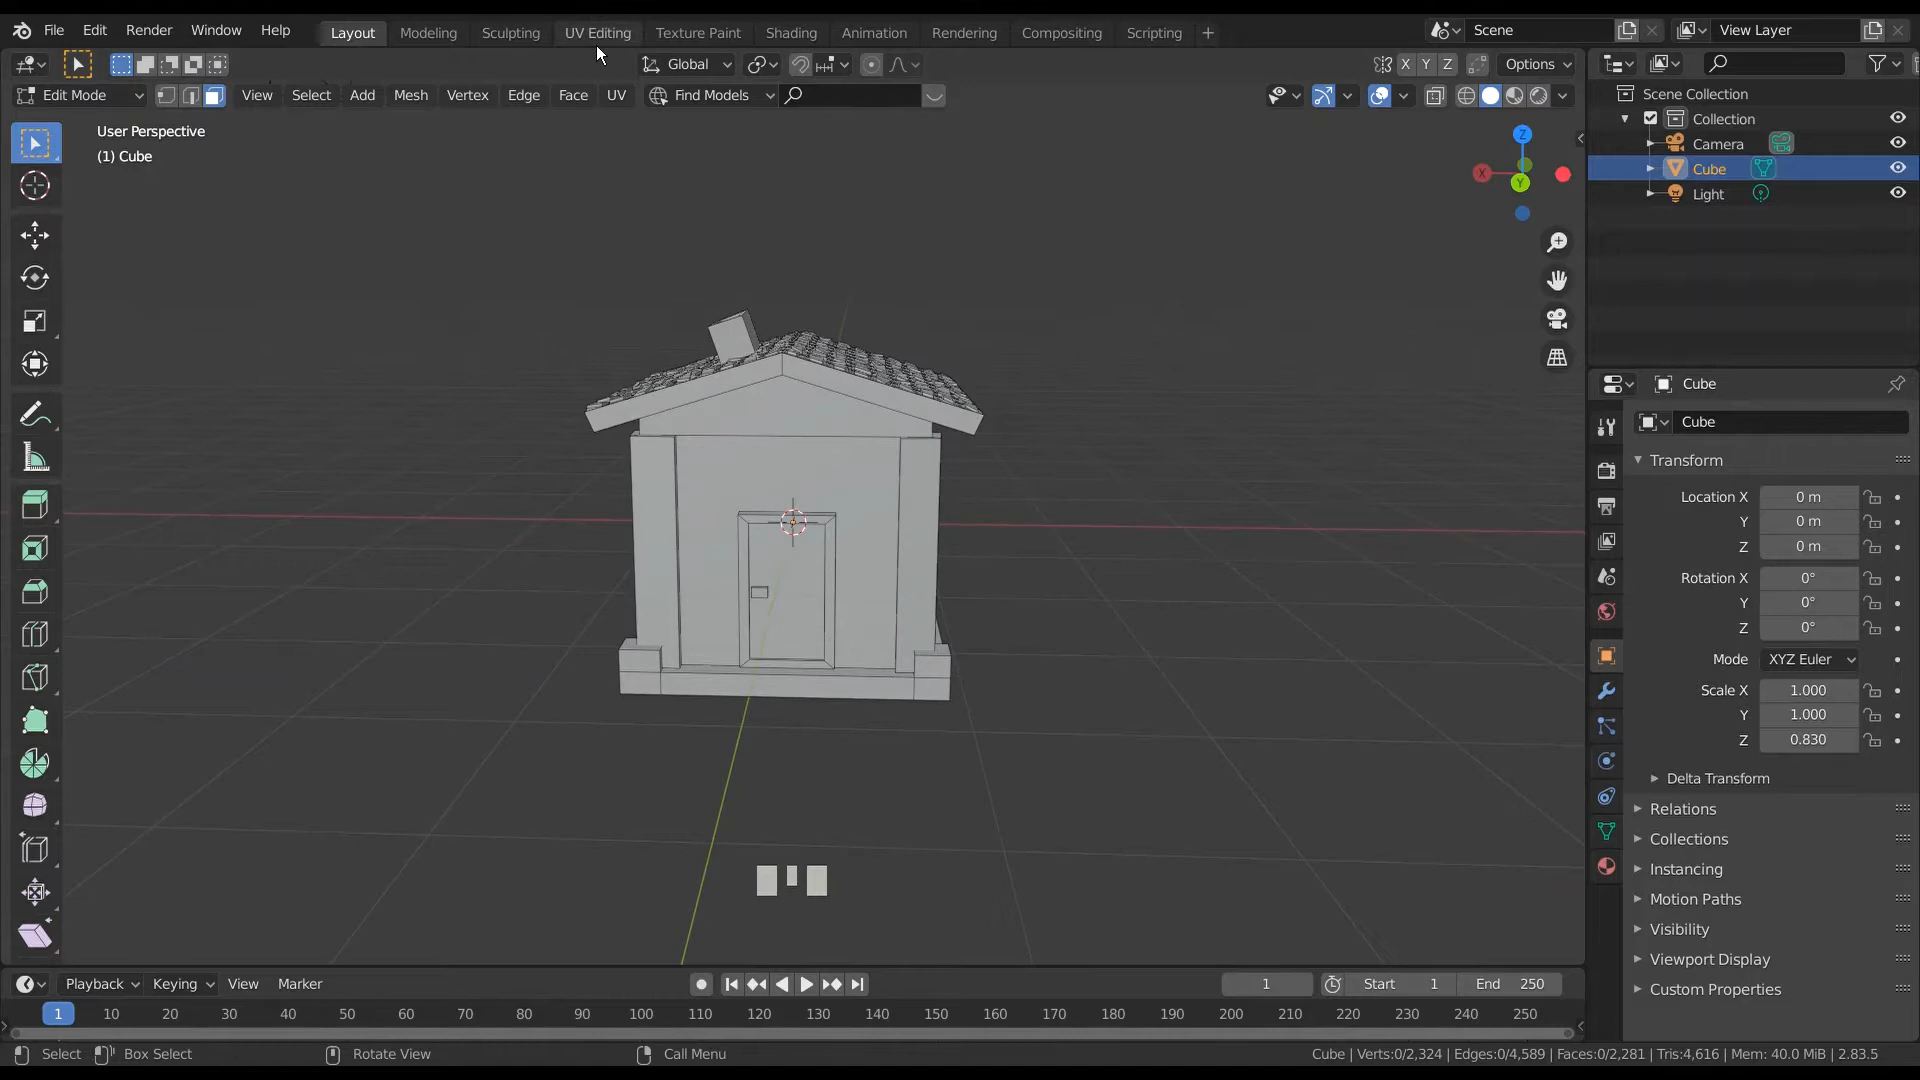 File Edit Render Window Help Layout Modeling Sculpting UV Editing Texture Paint Shading Animation Rendering Compositing Scripting + Scene View Layer
Global X Y Z Options
Edit Mode View Select Add Mesh Vertex Edge Face UV Find Models
User Perspective
(1) Cube
Z
X
Y
Scene Collection
Collection
Camera
Cube
Light
Cube
Cube
Transform
Location X 0 m
Y 0 m
Z 0 m
Rotation X 0°
Y 0°
Z 0°
Mode XYZ Euler
Scale X 1.000
Y 1.000
Z 0.830
Delta Transform
Relations
Collections
Instancing
Motion Paths
Visibility
Viewport Display
Custom Properties
Playback Keying View Marker 1 Start 1 End 250
1 10 20 30 40 50 60 70 80 90 100 110 120 130 140 150 160 170 180 190 200 210 220 230 240 250
Select Box Select Rotate View Call Menu Cube | Verts:0/2,324 | Edges:0/4,589 | Faces:0/2,281 | Tris:4,616 | Mem: 40.0 MiB | 2.83.5